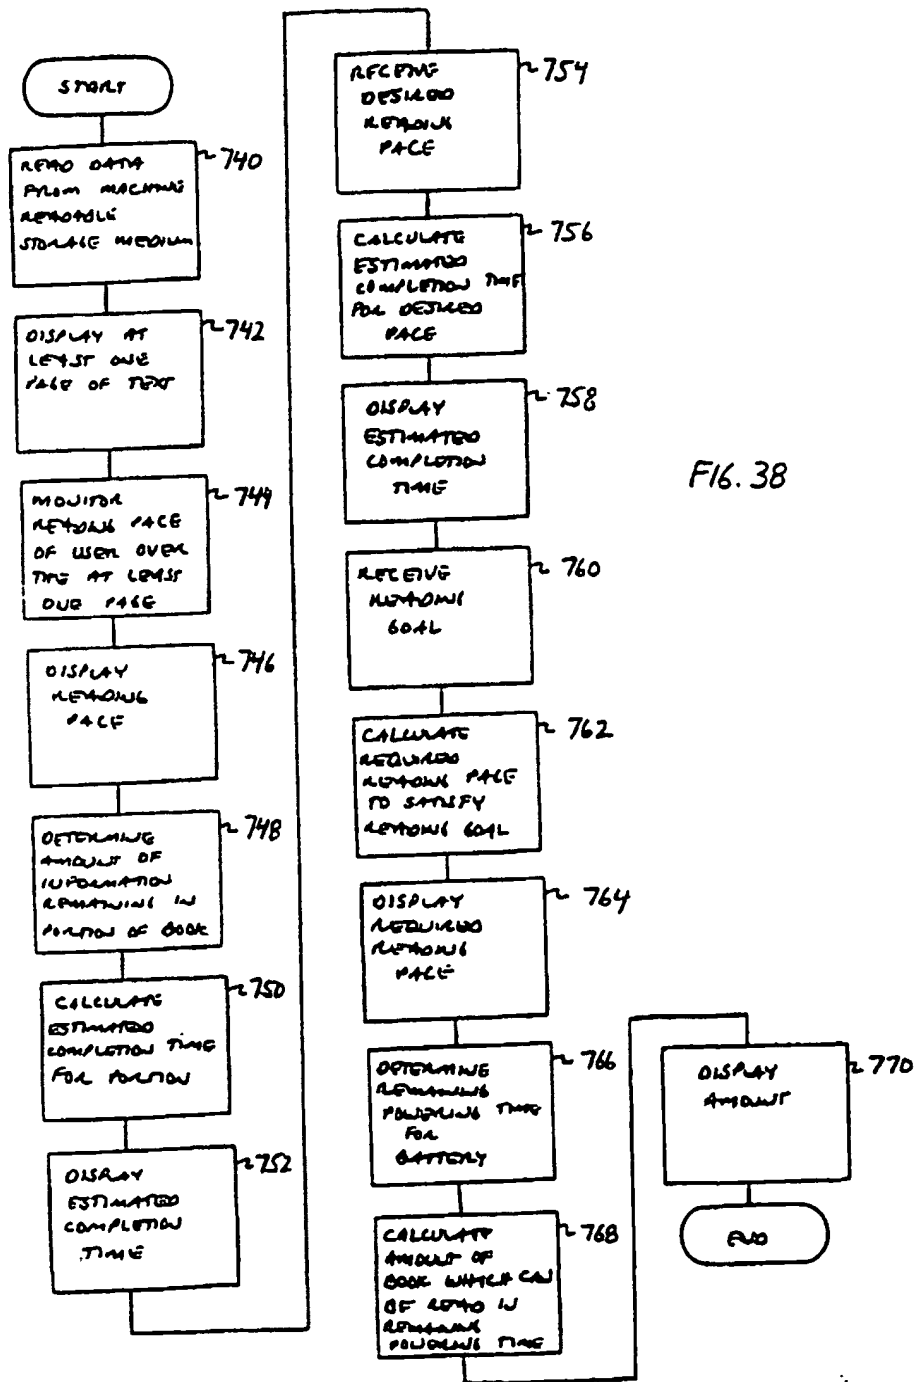 START
740
READ DATA
FROM MACHINE
READABLE
STORAGE MEDIUM
742
DISPLAY AT
LEAST ONE
PAGE OF TEXT
744
MONITOR
READING PACE
OF USER OVER
THE AT LEAST
ONE PAGE
746
DISPLAY
READING
PACE
748
DETERMINE
AMOUNT OF
INFORMATION
REMAINING IN
PORTION OF BOOK
750
CALCULATE
ESTIMATED
COMPLETION TIME
FOR PORTION
752
DISPLAY
ESTIMATED
COMPLETION
TIME
754
RECEIVE
DESIRED
READING
PACE
756
CALCULATE
ESTIMATED
COMPLETION TIME
FOR DESIRED
PACE
758
DISPLAY
ESTIMATED
COMPLETION
TIME
760
RECEIVE
READING
GOAL
762
CALCULATE
REQUIRED
READING PACE
TO SATISFY
READING GOAL
764
DISPLAY
REQUIRED
READING
PACE
766
DETERMINE
REMAINING
POWERING TIME
FOR
BATTERY
768
CALCULATE
AMOUNT OF
BOOK WHICH CAN
BE READ IN
REMAINING
POWERING TIME
770
DISPLAY
AMOUNT
END
FIG. 38